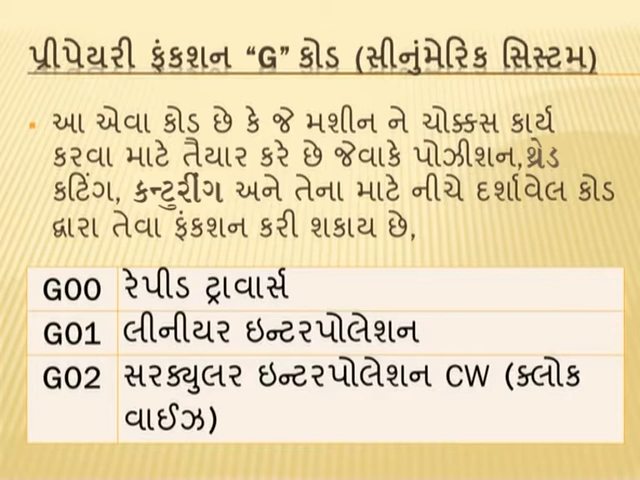 પ્રીપેયરી ફંકશન “G” કોડ (સીનુંમેરિક સિસ્ટમ)
આ એવા કોડ છે કે જે મશીન ને ચોક્કસ કાર્ય
કરવા માટે તૈયાર કરે છે જેવાકે પોઝીશન,થ્રેડ
કટિંગ, કન્ટુરીંગ અને તેના માટે નીચે દર્શાવેલ કોડ
દ્વારા તેવા ફંકશન કરી શકાય છે,
G00 રેપીડ ટ્રાવાર્સ
G01 લીનીયર ઇન્ટરપોલેશન
G02 સરક્યુલર ઇન્ટરપોલેશન CW (ક્લોક
વાઈઝ)